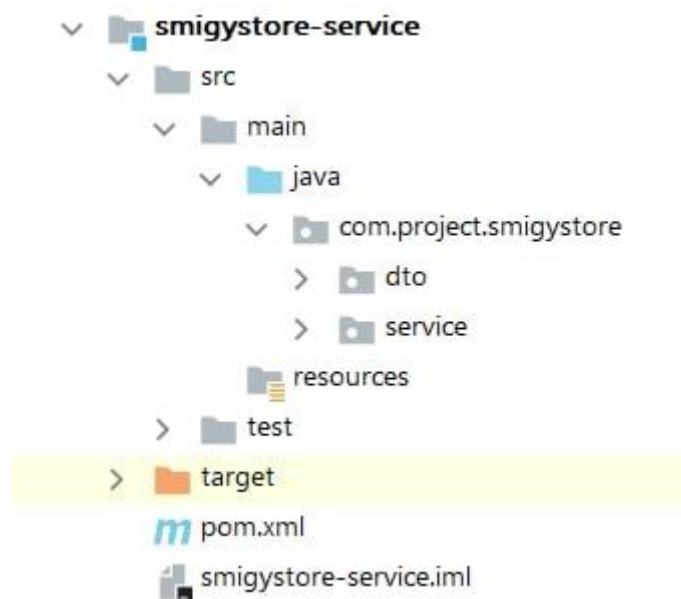 smigystore-service
src
main
java
com.project.smigystore
dto
service
resources
test
target
pom.xml
smigystore-service.iml